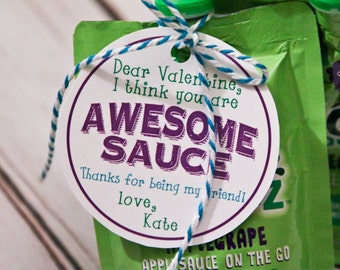 Dear Valentine,
I think you are
AWESOME
SAUCE
Thanks for being my friend!
love,
Kate
GRAPE
APPLE SAUCE ON THE GO